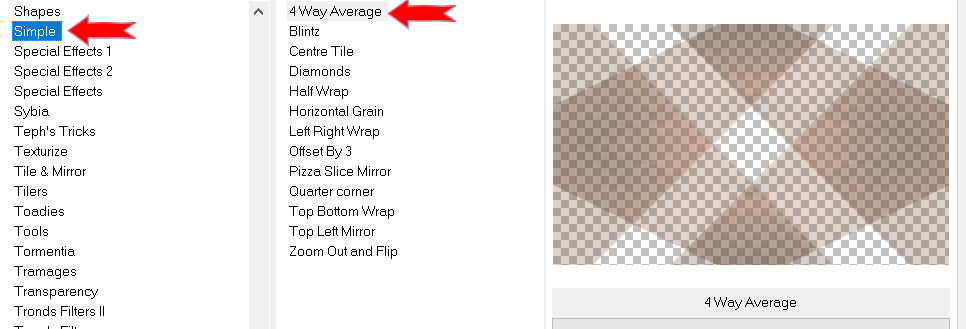 Shapes
Simple
Special Effects 1
Special Effects 2
Special Effects
Sybia
Teph's Tricks
Texturize
Tile & Mirror
Tilers
Toadies
Tools
Tormentia
Tramages
Transparency
Tronds Filters II
Tronds Filters
4 Way Average
Blintz
Centre Tile
Diamonds
Half Wrap
Horizontal Grain
Left Right Wrap
Offset By 3
Pizza Slice Mirror
Quarter corner
Top Bottom Wrap
Top Left Mirror
Zoom Out and Flip
4 Way Average